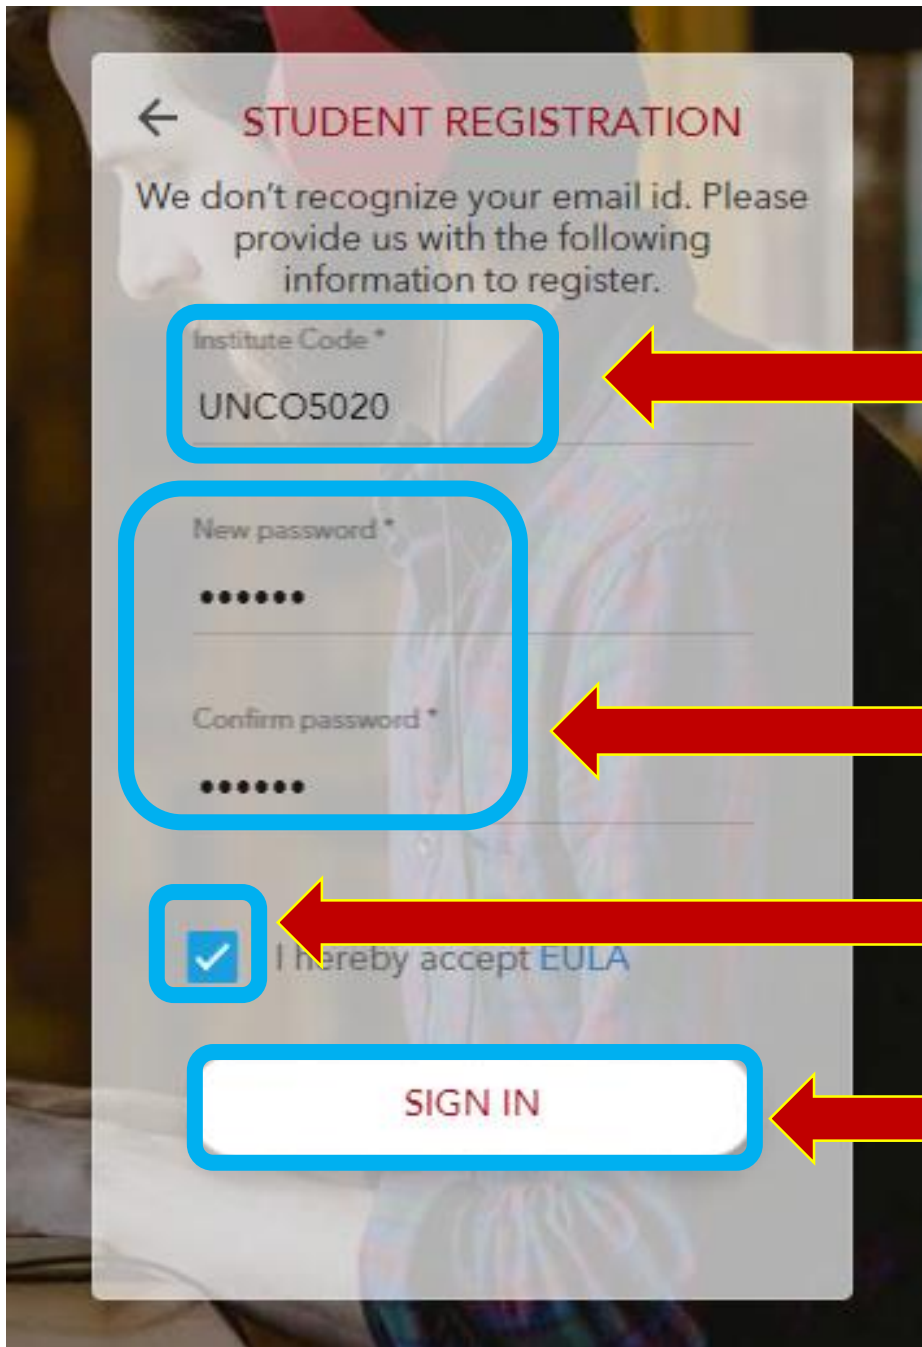 STUDENT REGISTRATION
We don't recognize your email id. Please
provide us with the following
information to register.
Institute Code *
UNCO5020
New password *
••••••
Confirm password *
••••••
I hereby accept EULA
SIGN IN